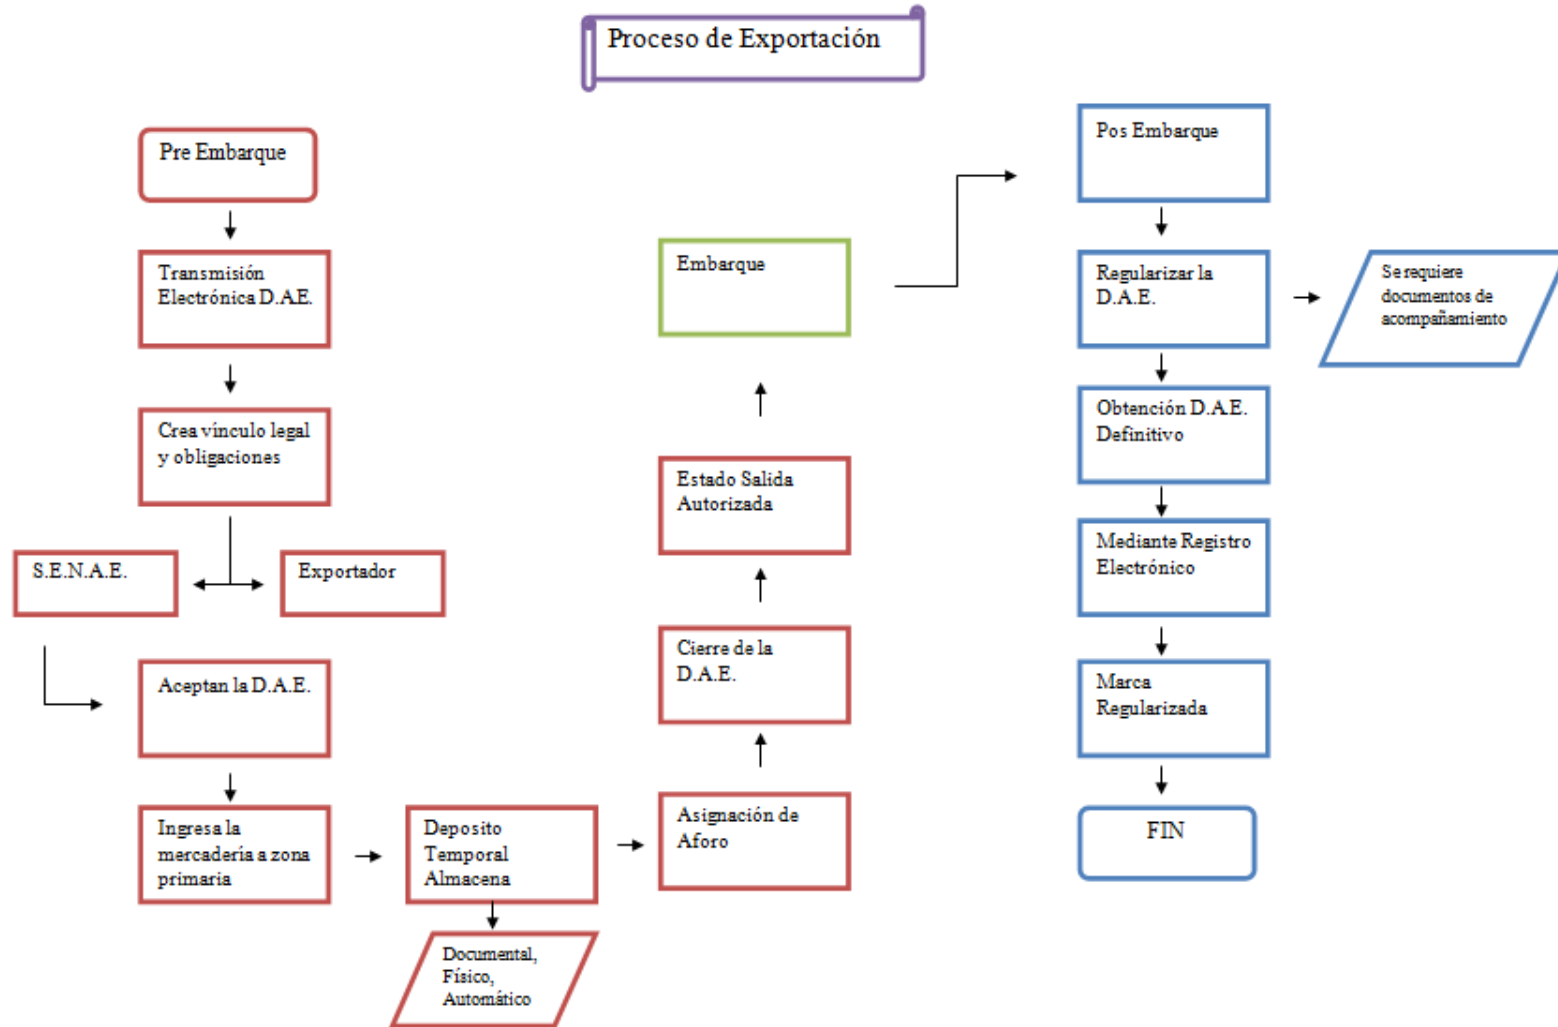 Proceso de Exportación
Pre Embarque
Transmisión
Electrónica D.A.E.
Crea vínculo legal
y obligaciones
S.E.N.A.E.
Exportador
Aceptan la D.A.E.
Ingresa la
mercadería a zona
primaria
Deposito
Temporal
Almacena
Documental,
Físico,
Automático
Asignación de
Aforo
Cierre de la
D.A.E.
Estado Salida
Autorizada
Embarque
Pos Embarque
Regularizar la
D.A.E.
Se requiere
documentos de
acompañamiento
Obtención D.A.E.
Definitivo
Mediante Registro
Electrónico
Marca
Regularizada
FIN